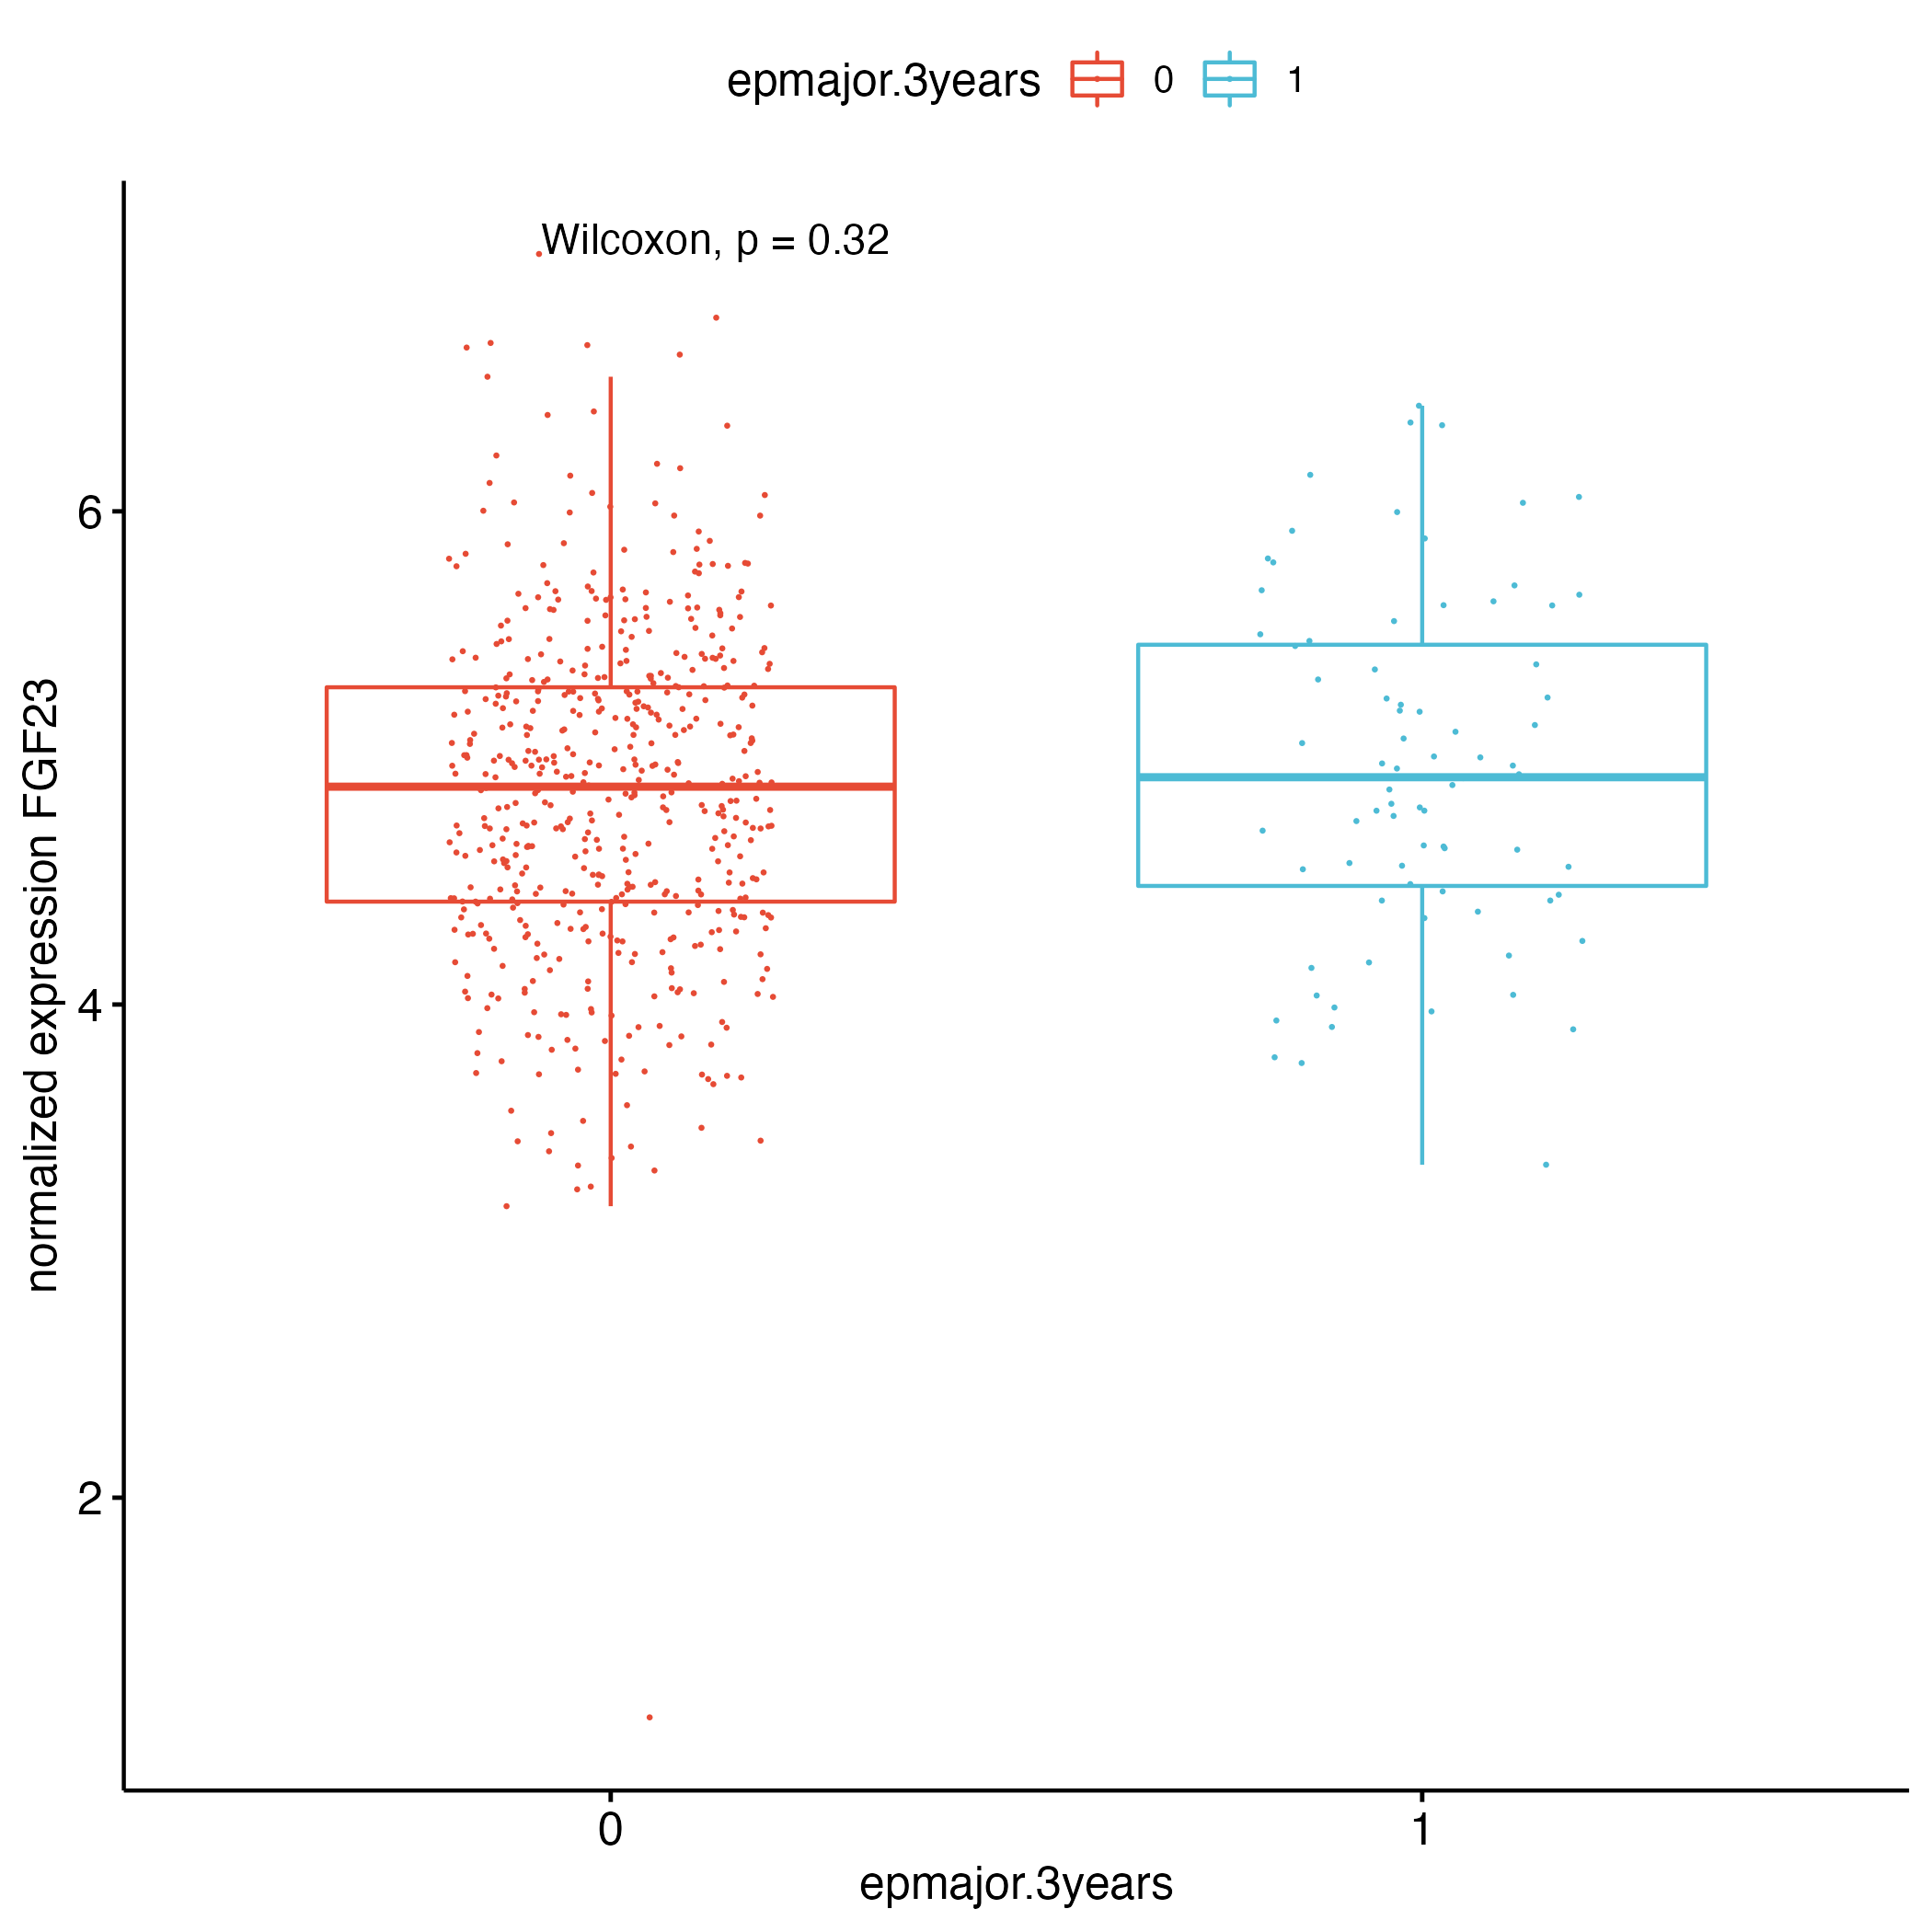 epmajor.3years 0 1
Wilcoxon, p = 0.32
normalized expression FGF23
6
4
2
0 1
epmajor.3years